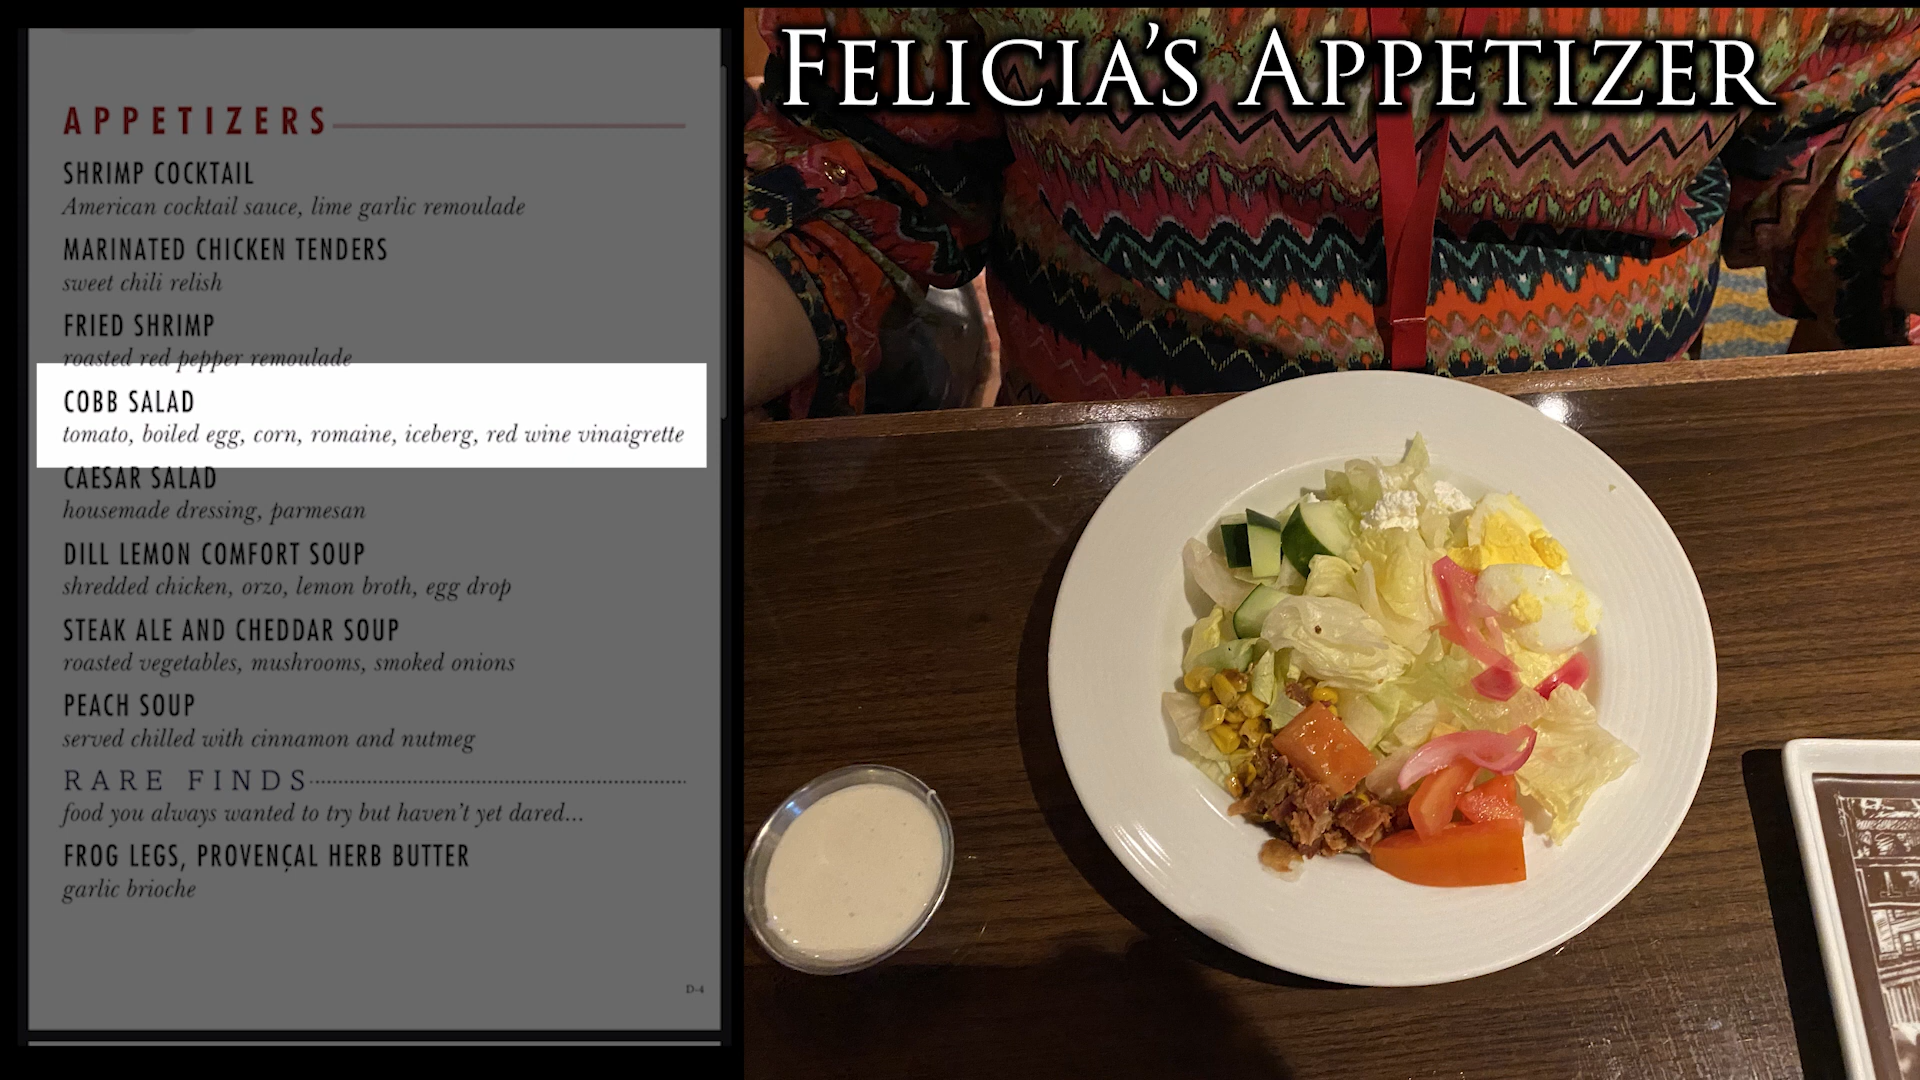 APPETIZERS
SHRIMP COCKTAIL
American cocktail sauce, lime garlic remoulade
MARINATED CHICKEN TENDERS
sweet chili relish
FRIED SHRIMP
roasted red pepper remoulade
COBB SALAD
tomato, boiled egg, corn, romaine, iceberg, red wine vinaigrette
CAESAR SALAD
housemade dressing, parmesan
DILL LEMON COMFORT SOUP
shredded chicken, orzo, lemon broth, egg drop
STEAK ALE AND CHEDDAR SOUP
roasted vegetables, mushrooms, smoked onions
PEACH SOUP
served chilled with cinnamon and nutmeg
RARE FINDS
food you always wanted to try but haven't yet dared...
FROG LEGS, PROVENÇAL HERB BUTTER
garlic brioche
D-4
FELICIA'S APPETIZER